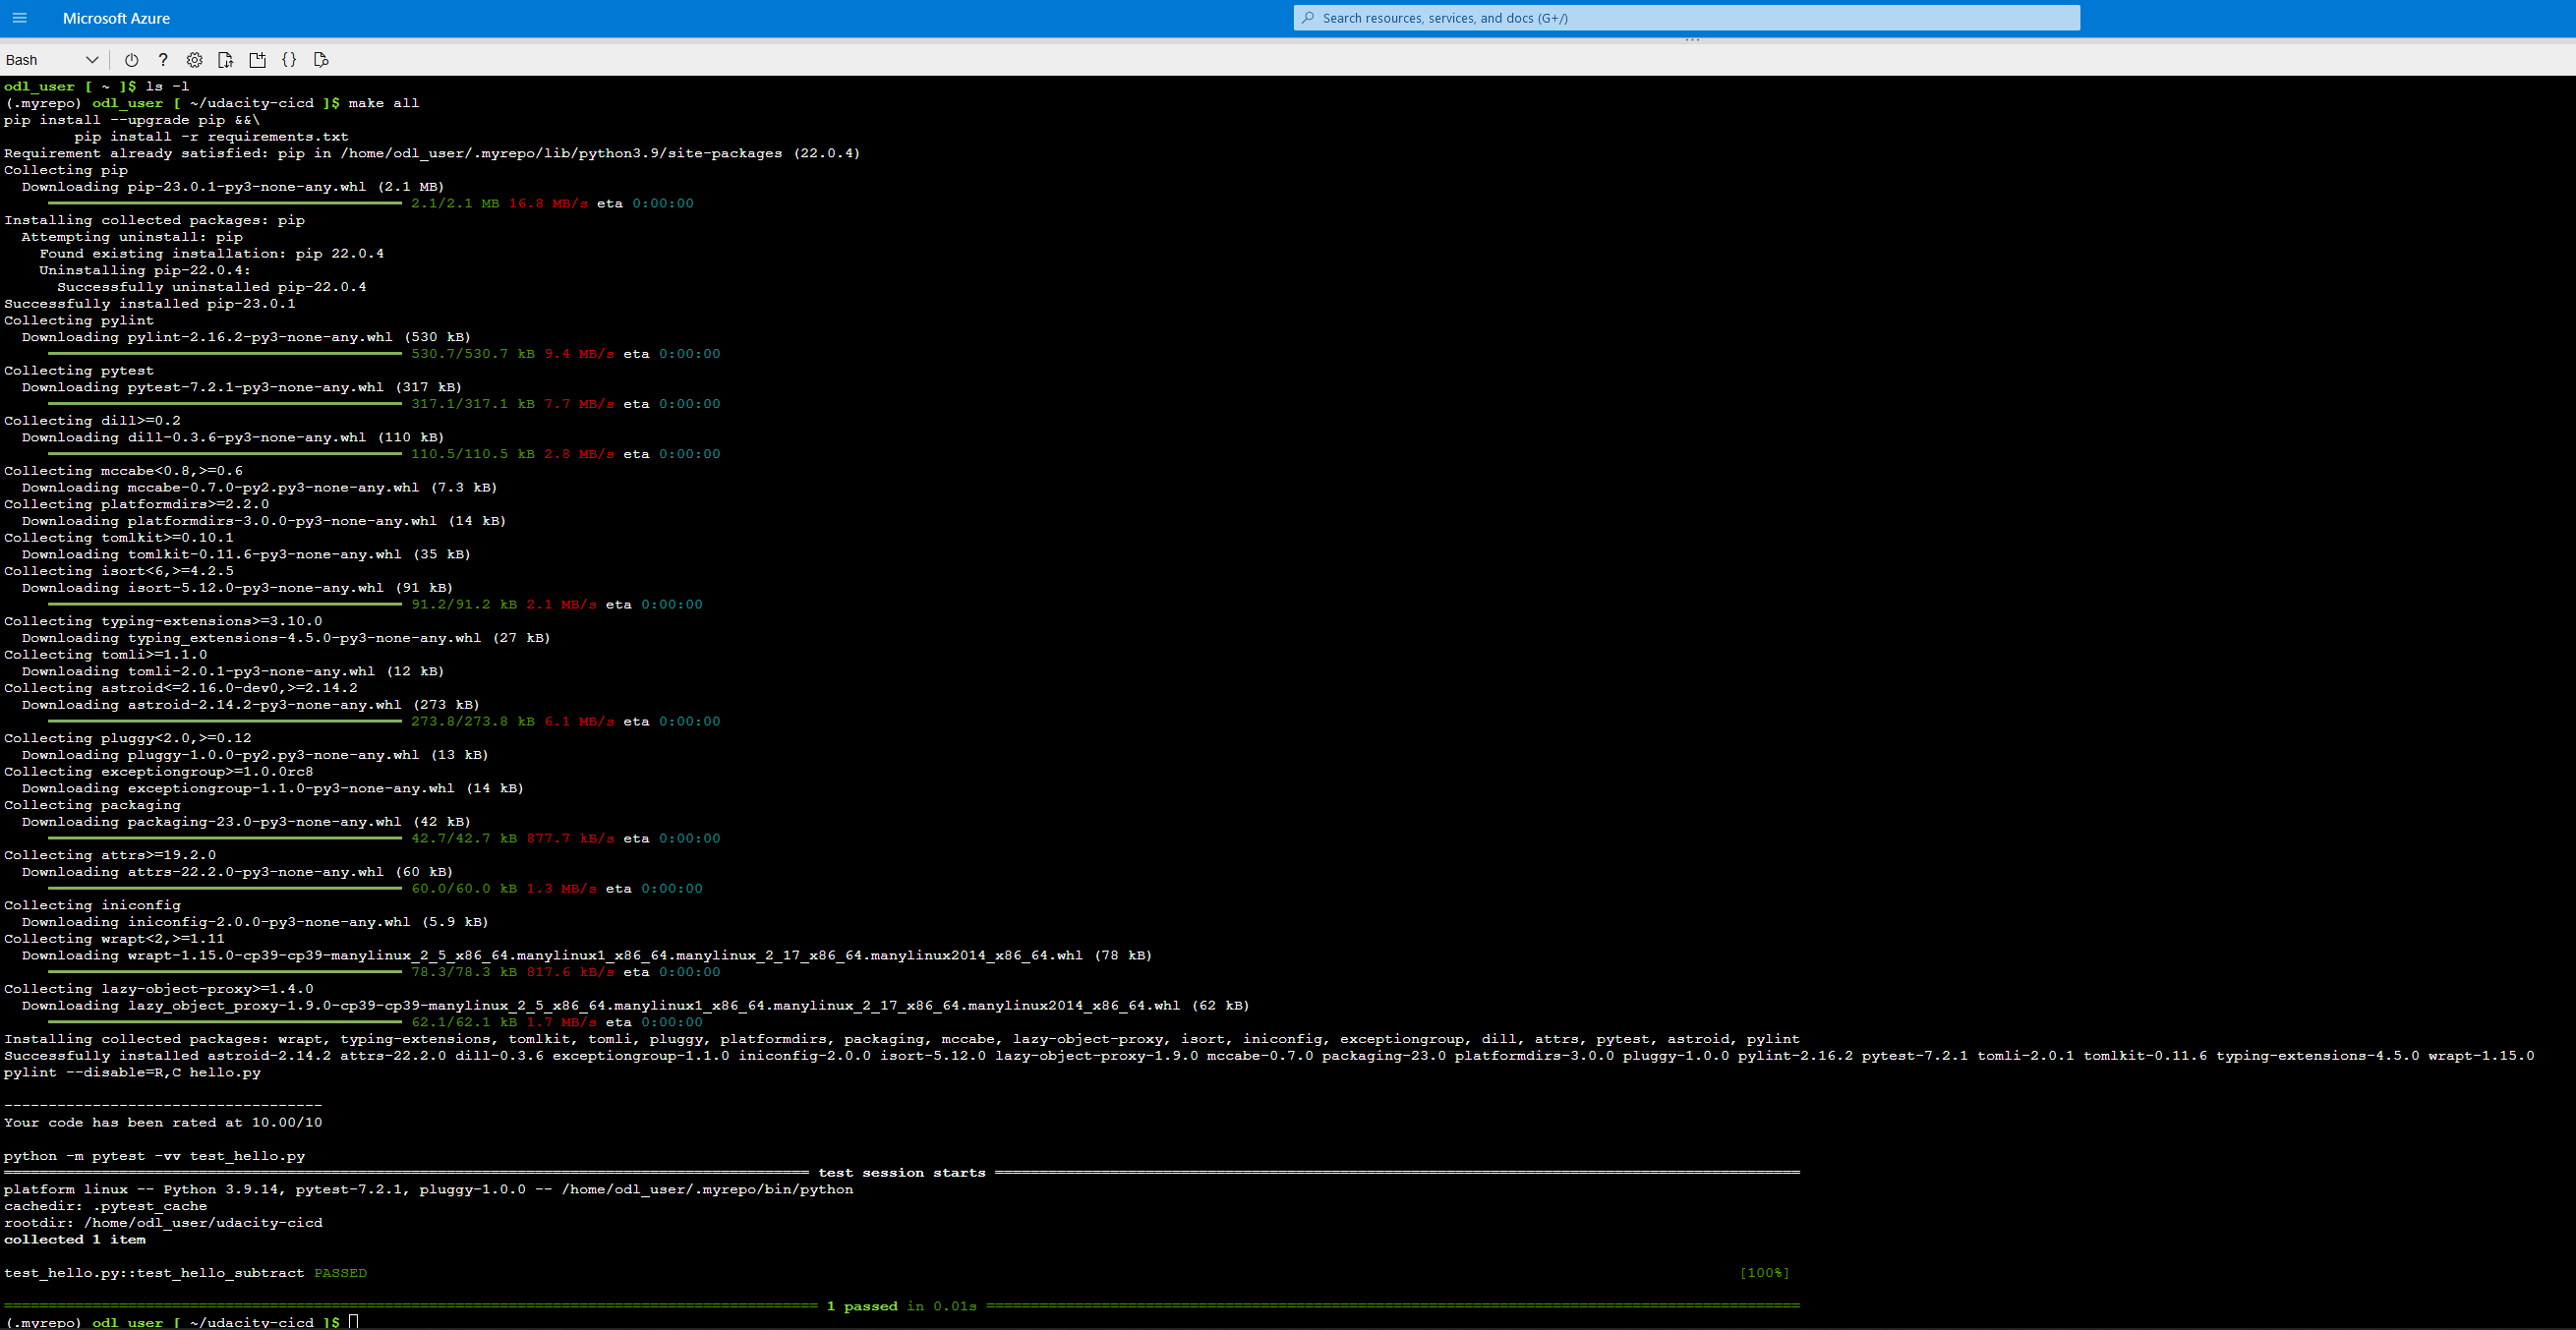 Microsoft Azure
Search resources, services, and docs (G+/)
Bash
odl_user [ ~ ]$ ls -l
(.myrepo) odl_user [ ~/udacity-cicd ]$ make all
pip install --upgrade pip &&\
pip install -r requirements.txt
Requirement already satisfied: pip in /home/odl_user/.myrepo/lib/python3.9/site-packages (22.0.4)
Collecting pip
Downloading pip-23.0.1-py3-none-any.whl (2.1 MB)
2.1/2.1 MB 16.8 MB/s eta 0:00:00
Installing collected packages: pip
Attempting uninstall: pip
Found existing installation: pip 22.0.4
Uninstalling pip-22.0.4:
Successfully uninstalled pip-22.0.4
Successfully installed pip-23.0.1
Collecting pylint
Downloading pylint-2.16.2-py3-none-any.whl (530 kB)
530.7/530.7 kB 9.4 MB/s eta 0:00:00
Collecting pytest
Downloading pytest-7.2.1-py3-none-any.whl (317 kB)
317.1/317.1 kB 7.7 MB/s eta 0:00:00
Collecting dill>=0.2
Downloading dill-0.3.6-py3-none-any.whl (110 kB)
110.5/110.5 kB 2.8 MB/s eta 0:00:00
Collecting mccabe<0.8,>=0.6
Downloading mccabe-0.7.0-py2.py3-none-any.whl (7.3 kB)
Collecting platformdirs>=2.2.0
Downloading platformdirs-3.0.0-py3-none-any.whl (14 kB)
Collecting tomlkit>=0.10.1
Downloading tomlkit-0.11.6-py3-none-any.whl (35 kB)
Collecting isort<6,>=4.2.5
Downloading isort-5.12.0-py3-none-any.whl (91 kB)
91.2/91.2 kB 2.1 MB/s eta 0:00:00
Collecting typing-extensions>=3.10.0
Downloading typing_extensions-4.5.0-py3-none-any.whl (27 kB)
Collecting tomli>=1.1.0
Downloading tomli-2.0.1-py3-none-any.whl (12 kB)
Collecting astroid<=2.16.0-dev0,>=2.14.2
Downloading astroid-2.14.2-py3-none-any.whl (273 kB)
273.8/273.8 kB 6.1 MB/s eta 0:00:00
Collecting pluggy<2.0,>=0.12
Downloading pluggy-1.0.0-py2.py3-none-any.whl (13 kB)
Collecting exceptiongroup>=1.0.0rc8
Downloading exceptiongroup-1.1.0-py3-none-any.whl (14 kB)
Collecting packaging
Downloading packaging-23.0-py3-none-any.whl (42 kB)
42.7/42.7 kB 877.7 kB/s eta 0:00:00
Collecting attrs>=19.2.0
Downloading attrs-22.2.0-py3-none-any.whl (60 kB)
60.0/60.0 kB 1.3 MB/s eta 0:00:00
Collecting iniconfig
Downloading iniconfig-2.0.0-py3-none-any.whl (5.9 kB)
Collecting wrapt<2,>=1.11
Downloading wrapt-1.15.0-cp39-cp39-manylinux_2_5_x86_64.manylinux1_x86_64.manylinux_2_17_x86_64.manylinux2014_x86_64.whl (78 kB)
78.3/78.3 kB 817.6 kB/s eta 0:00:00
Collecting lazy-object-proxy>=1.4.0
Downloading lazy_object_proxy-1.9.0-cp39-cp39-manylinux_2_5_x86_64.manylinux1_x86_64.manylinux_2_17_x86_64.manylinux2014_x86_64.whl (62 kB)
62.1/62.1 kB 1.7 MB/s eta 0:00:00
Installing collected packages: wrapt, typing-extensions, tomlkit, tomli, pluggy, platformdirs, packaging, mccabe, lazy-object-proxy, isort, iniconfig, exceptiongroup, dill, attrs, pytest, astroid, pylint
Successfully installed astroid-2.14.2 attrs-22.2.0 dill-0.3.6 exceptiongroup-1.1.0 iniconfig-2.0.0 isort-5.12.0 lazy-object-proxy-1.9.0 mccabe-0.7.0 packaging-23.0 platformdirs-3.0.0 pluggy-1.0.0 pylint-2.16.2 pytest-7.2.1 tomli-2.0.1 tomlkit-0.11.6 typing-extensions-4.5.0 wrapt-1.15.0
pylint --disable=R,C hello.py
------------------------------------
Your code has been rated at 10.00/10
python -m pytest -vv test_hello.py
test session starts
platform linux -- Python 3.9.14, pytest-7.2.1, pluggy-1.0.0 -- /home/odl_user/.myrepo/bin/python
cachedir: .pytest_cache
rootdir: /home/odl_user/udacity-cicd
collected 1 item
test_hello.py::test_hello_subtract PASSED [100%]
1 passed in 0.01s
(.myrepo) odl_user [ ~/udacity-cicd ]$